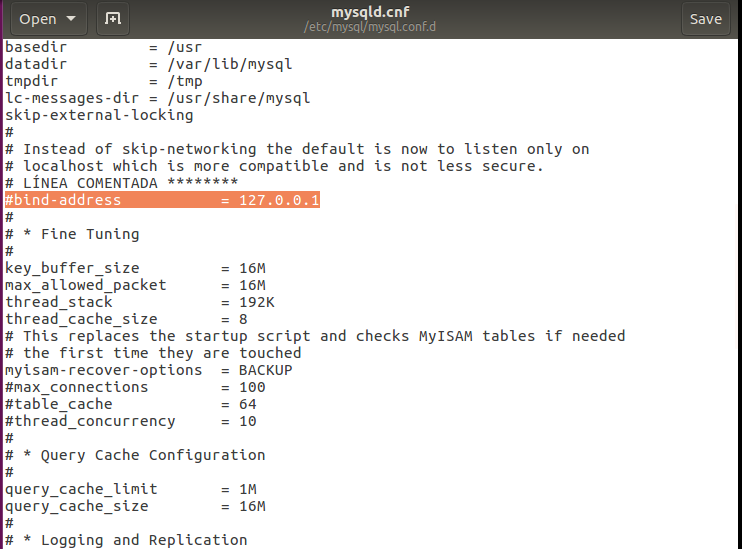 Open
mysqld.cnf
/etc/mysql/mysql.conf.d
Save
basedir = /usr
datadir = /var/lib/mysql
tmpdir = /tmp
lc-messages-dir = /usr/share/mysql
skip-external-locking
#
# Instead of skip-networking the default is now to listen only on
# localhost which is more compatible and is not less secure.
# LÍNEA COMENTADA ********
#bind-address = 127.0.0.1
#
# * Fine Tuning
#
key_buffer_size = 16M
max_allowed_packet = 16M
thread_stack = 192K
thread_cache_size = 8
# This replaces the startup script and checks MyISAM tables if needed
# the first time they are touched
myisam-recover-options = BACKUP
#max_connections = 100
#table_cache = 64
#thread_concurrency = 10
#
# * Query Cache Configuration
#
query_cache_limit = 1M
query_cache_size = 16M
#
# * Logging and Replication